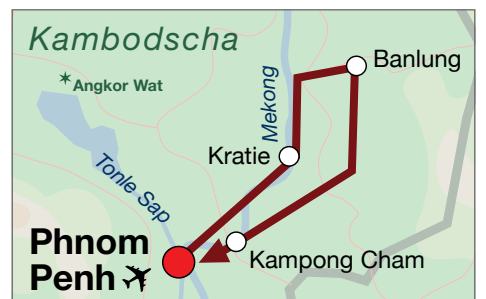 Kambodscha
Banlung
Angkor Wat
Mekong
Kratie
Tonle Sap
Phnom
Penh
Kampong Cham